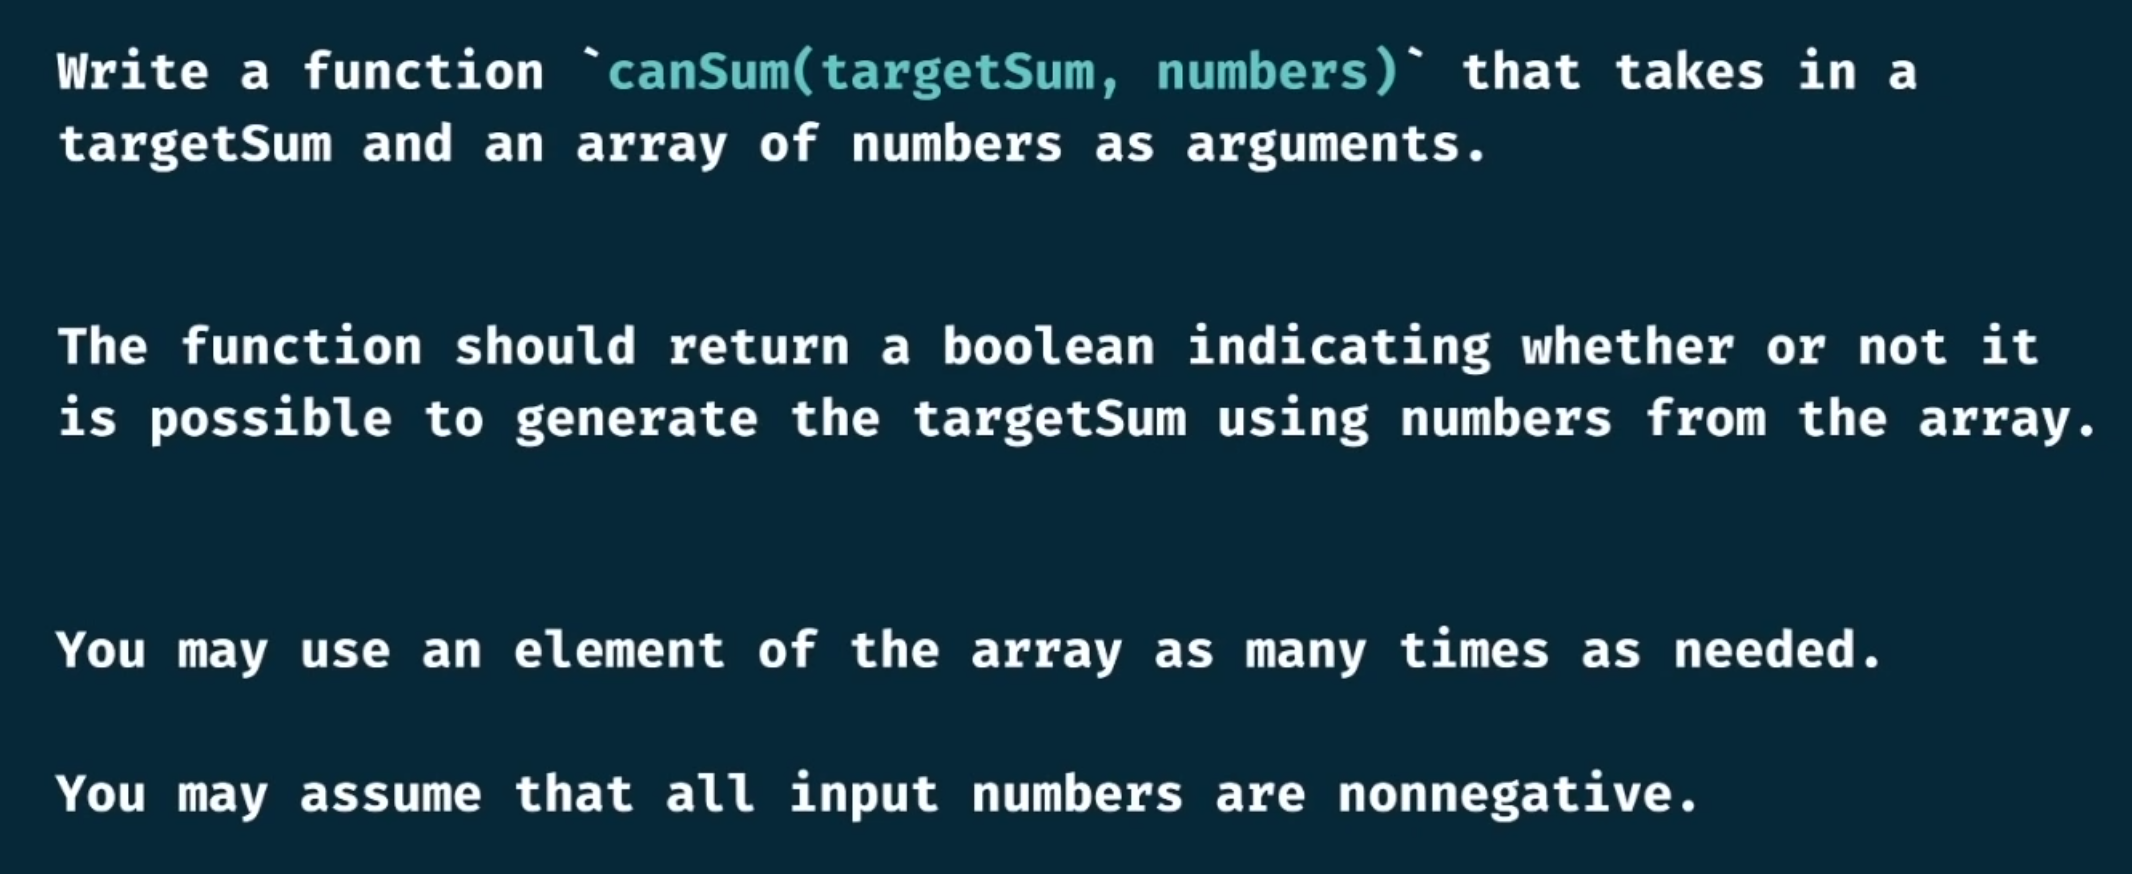 Write a function `canSum(targetSum, numbers)` that takes in a
targetSum and an array of numbers as arguments.
The function should return a boolean indicating whether or not it
is possible to generate the targetSum using numbers from the array.
You may use an element of the array as many times as needed.
You may assume that all input numbers are nonnegative.